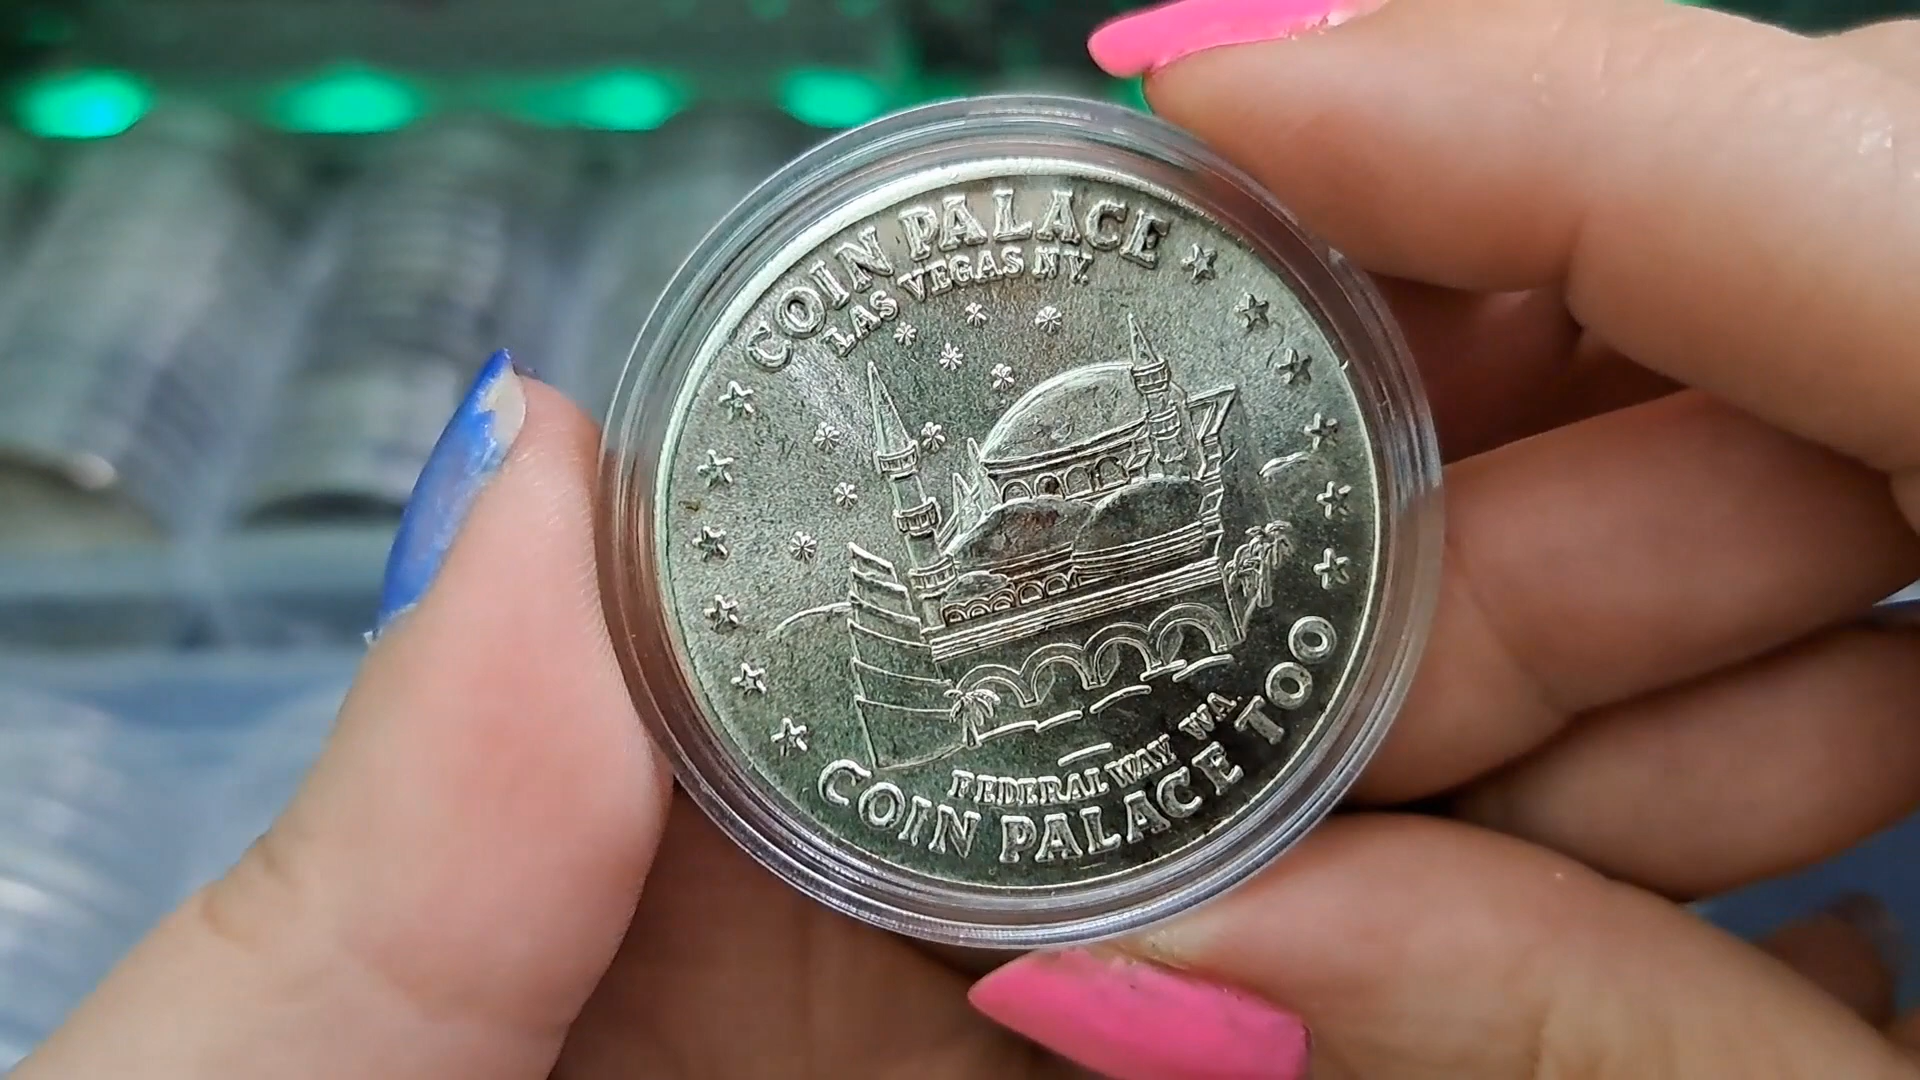 COIN PALACE
LAS VEGAS NV.
FEDERAL WAY WA.
COIN PALACE TOO